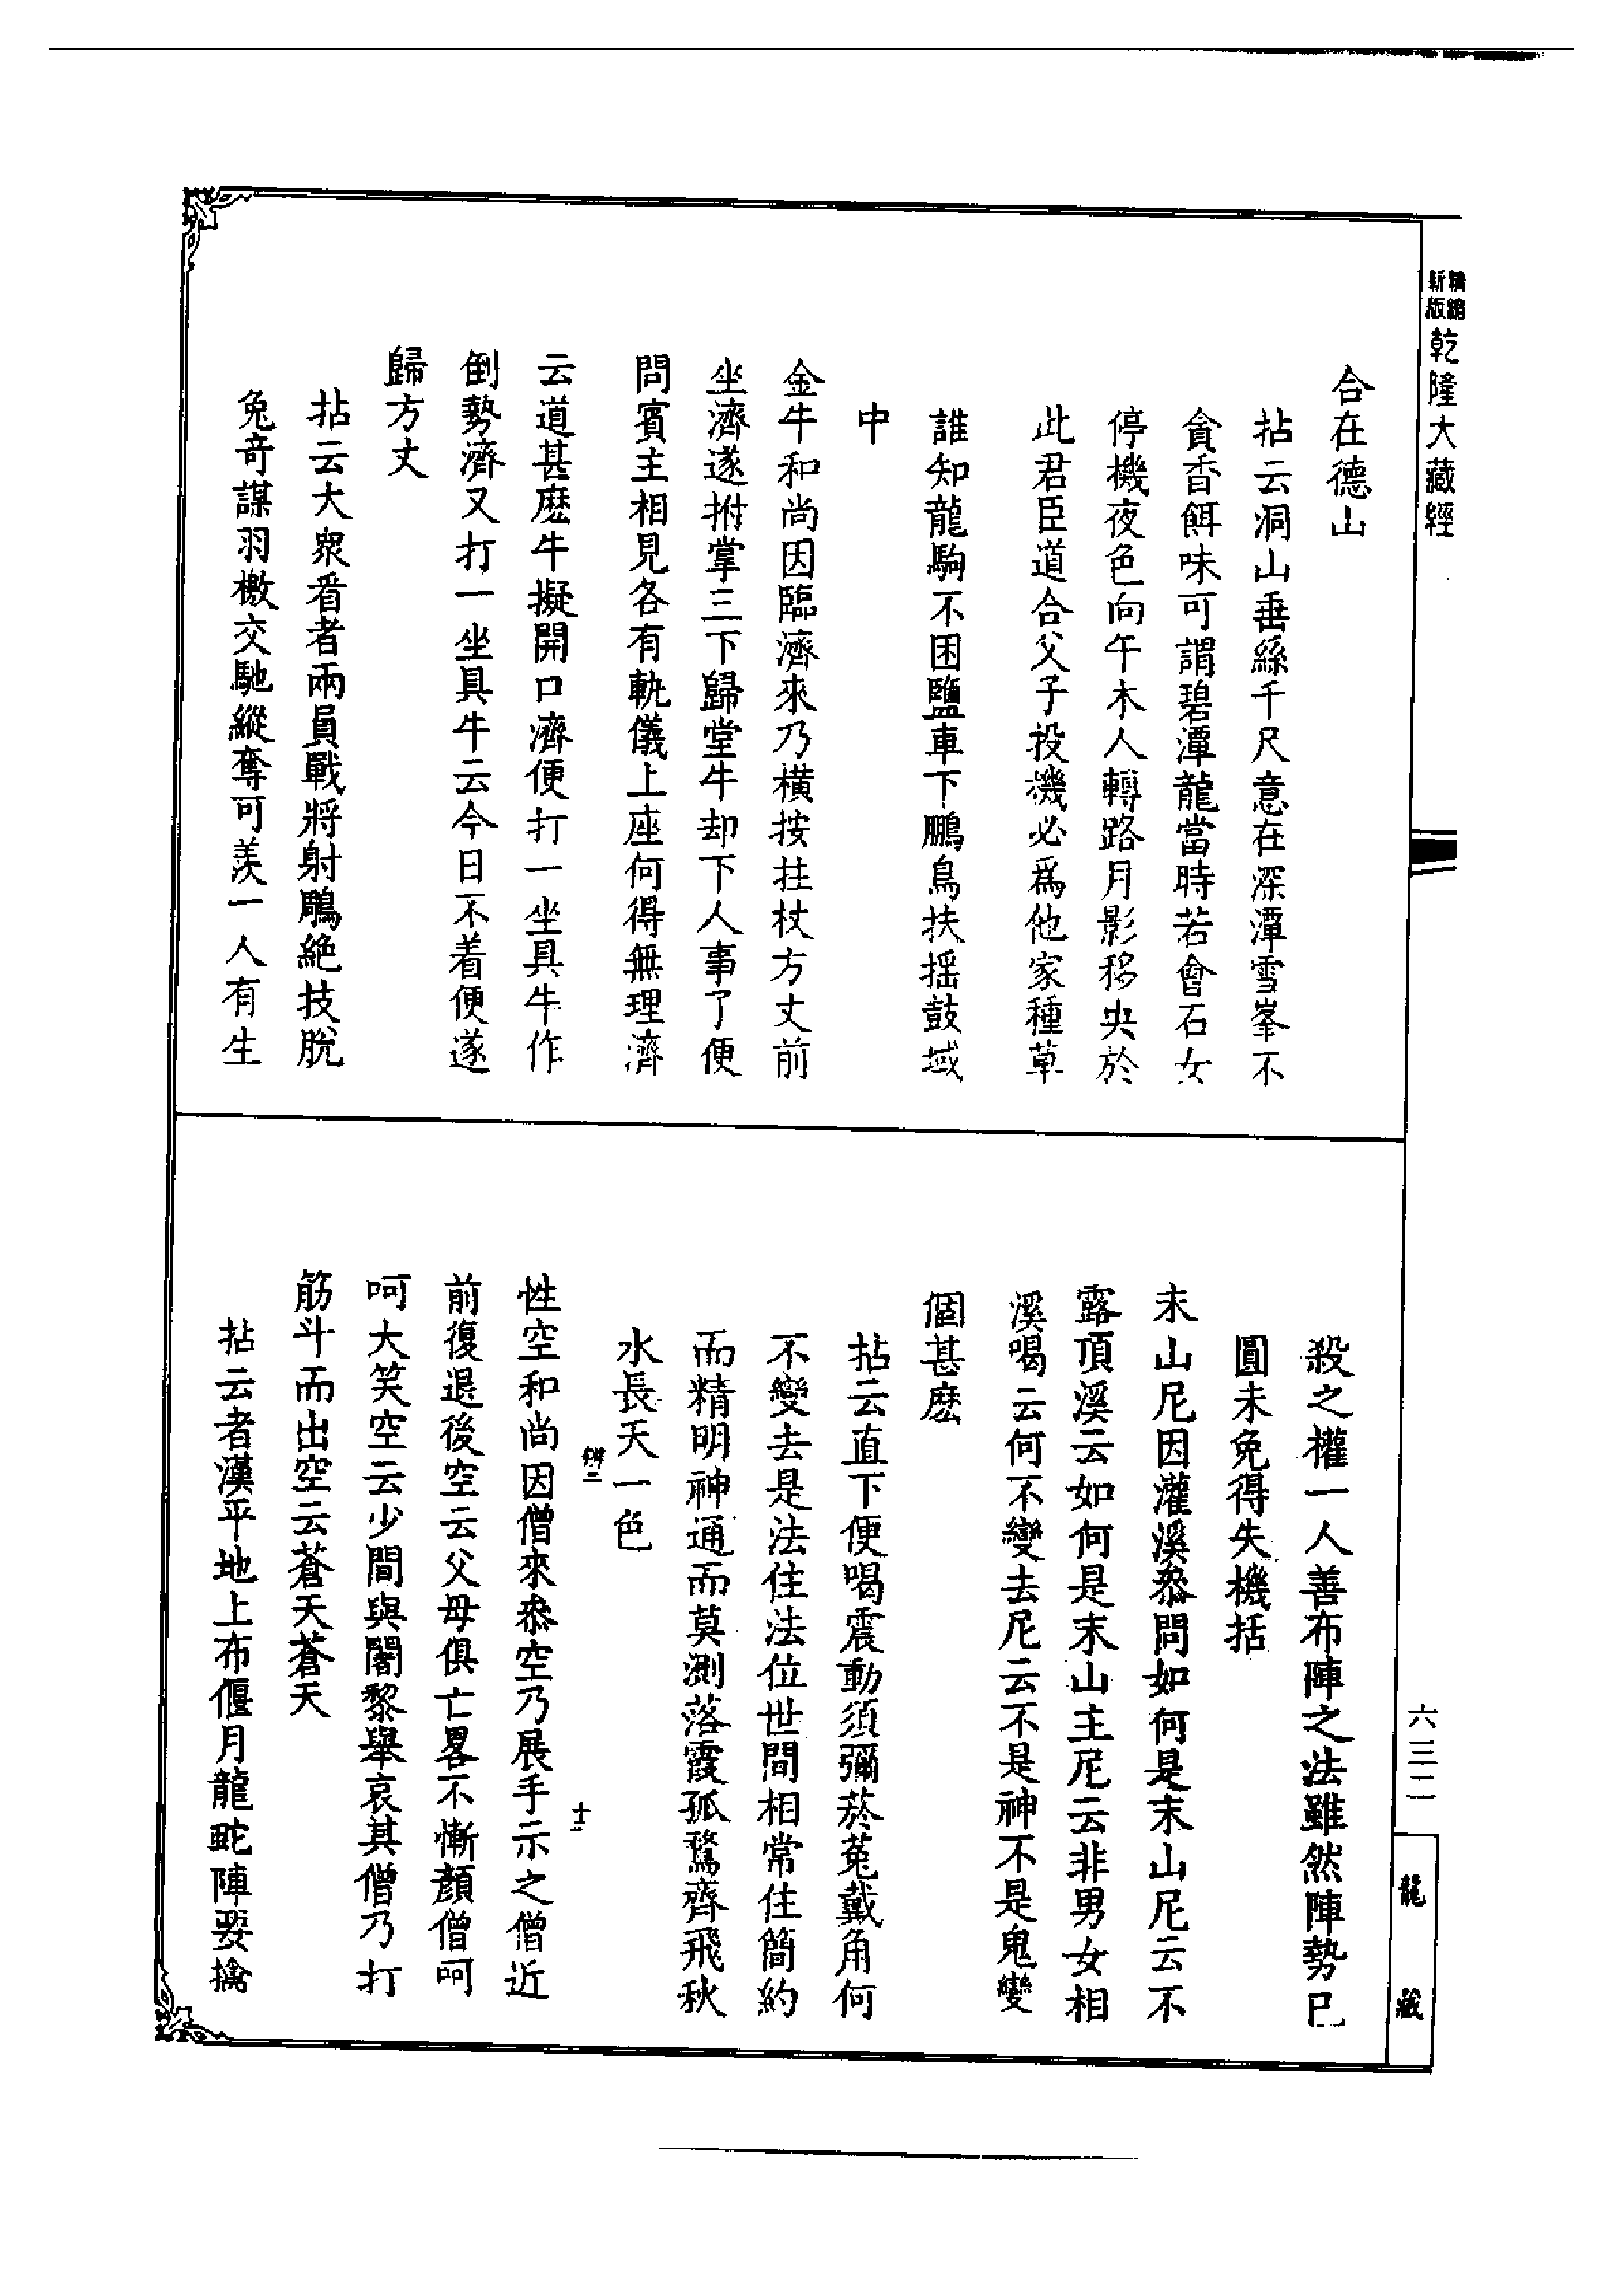 精縮
新版
乾隆大藏經
合在德山
拈云洞山垂絲千尺意在深潭雪峯不
貪香餌味可謂碧潭龍當時若會石女
停機夜色向午木人轉路月影移央於
此君臣道合父子投機必爲他家種草
誰知龍駒不困鹽車下鵬鳥扶摇鼓域
中
金牛和尚因臨濟來乃橫按拄杖方丈前
坐濟遂拊掌三下歸堂牛却下人事了便
問賓主相見各有軌儀上座何得無理濟
云道甚麽牛擬開口濟便打一坐具牛作
倒勢濟又打一坐具牛云今日不着便遂
歸方丈
拈云大衆看者兩員戰將射鵰絶技脫
兔奇謀羽檄交馳縱奪可羨一人有生
殺之權一人善布陣之法雖然陣勢已
圓未免得失機括
末山尼因灌溪叅問如何是末山尼云不
露頂溪云如何是末山主尼云非男女相
溪喝云何不變去尼云不是神不是鬼變
個甚麽
拈云直下便喝震動須彌菸菟戴角何
不變去是法住法位世間相常住簡約
而精明神通而莫測落霞孤鶩齊飛秋
水長天一色
性空和尚因僧來叅空乃展手示之僧近
前復退後空云父母俱亡畧不慚顏僧呵
呵大笑空云少間與闍黎舉哀其僧乃打
筋斗而出空云蒼天蒼天
拈云者漢平地上布偃月龍虵陣要擒
六三二
龍藏